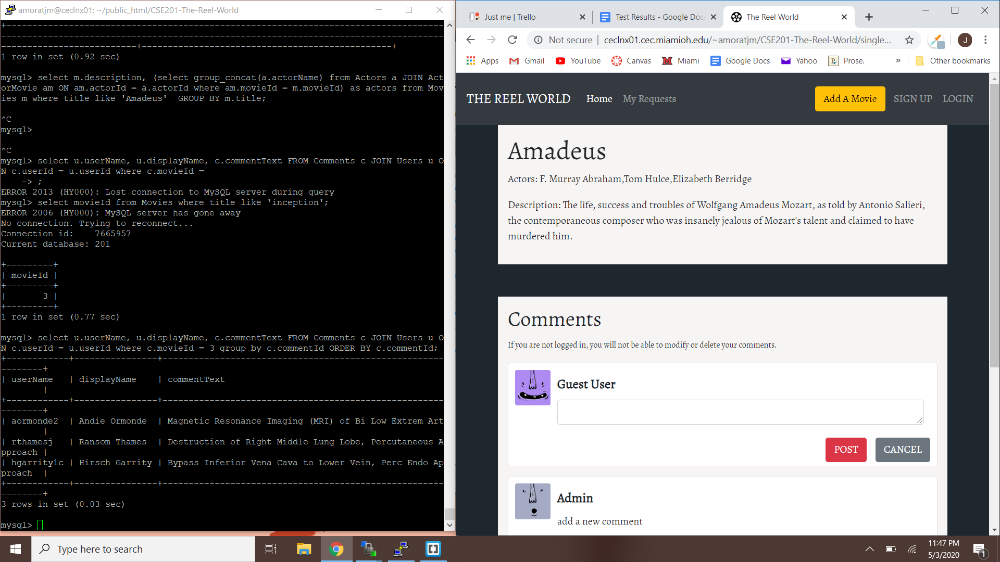 amoratjm@ceclnx01: ~/public_html/CSE201-The-Reel-World
+------------------------------------------------------------------------------------
-------------------------------------------------------------------------------------
--------------------------+------------------------------------------------+
1 row in set (0.92 sec)
mysql> select m.description, (select group_concat(a.actorName) from Actors a JOIN Act
orMovie am ON am.actorId = a.actorId where am.movieId = m.movieId) as actors from Mov
ies m where title like 'Amadeus'  GROUP BY m.title;
^C
mysql>
^C
mysql> select u.userName, u.displayName, c.commentText FROM Comments c JOIN Users u O
N c.userId = u.userId where c.movieId =
    -> ;
ERROR 2013 (HY000): Lost connection to MySQL server during query
mysql> select movieId from Movies where title like 'inception';
ERROR 2006 (HY000): MySQL server has gone away
No connection. Trying to reconnect...
Connection id:    7665957
Current database: 201
+---------+
| movieId |
+---------+
|       3 |
+---------+
1 row in set (0.77 sec)
mysql> select u.userName, u.displayName, c.commentText FROM Comments c JOIN Users u O
N c.userId = u.userId where c.movieId = 3 group by c.commentId ORDER BY c.commentId;
+------------+----------------+------------------------------------------------------
--------+
| userName   | displayName    | commentText
        |
+------------+----------------+------------------------------------------------------
--------+
| aormonde2  | Andie Ormonde  | Magnetic Resonance Imaging (MRI) of Bi Low Extrem Art
        |
| rthamesj   | Ransom Thames  | Destruction of Right Middle Lung Lobe, Percutaneous A
pproach |
| hgarrity1c | Hirsch Garrity | Bypass Inferior Vena Cava to Lower Vein, Perc Endo Ap
proach  |
+------------+----------------+------------------------------------------------------
--------+
3 rows in set (0.03 sec)
mysql>
Just me | Trello
Test Results - Google Doc
The Reel World
Not secure | ceclnx01.cec.miamioh.edu/~amoratjm/CSE201-The-Reel-World/single...
J
Apps Gmail YouTube Canvas Miami Google Docs Yahoo Prose. » Other bookmarks
THE REEL WORLD Home My Requests Add A Movie SIGN UP LOGIN
Amadeus
Actors: F. Murray Abraham,Tom Hulce,Elizabeth Berridge
Description: The life, success and troubles of Wolfgang Amadeus Mozart, as told by Antonio Salieri,
the contemporaneous composer who was insanely jealous of Mozart's talent and claimed to have
murdered him.
Comments
If you are not logged in, you will not be able to modify or delete your comments.
Guest User
POST CANCEL
Admin
add a new comment
Type here to search
11:47 PM
5/3/2020
1